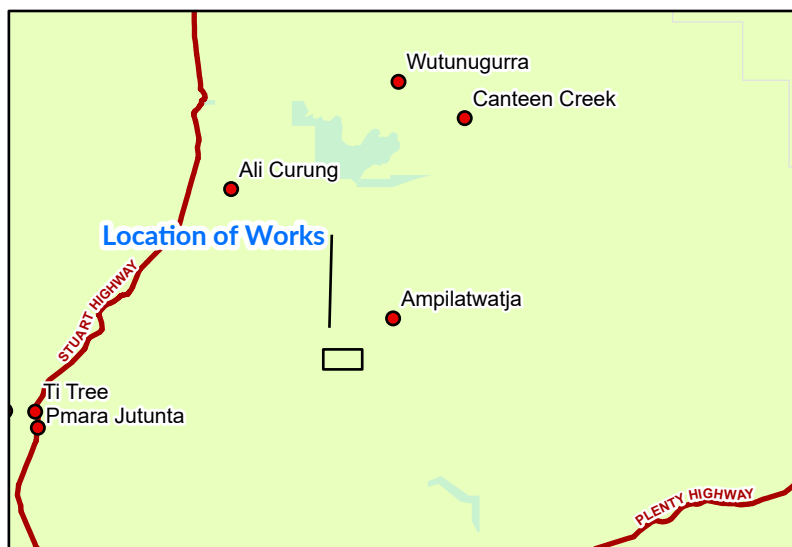 Wutunugurra
Canteen Creek
Ali Curung
Location of Works
STUART HIGHWAY
Ampilatwatja
Ti Tree
Pmara Jutunta
PLENTY HIGHWAY